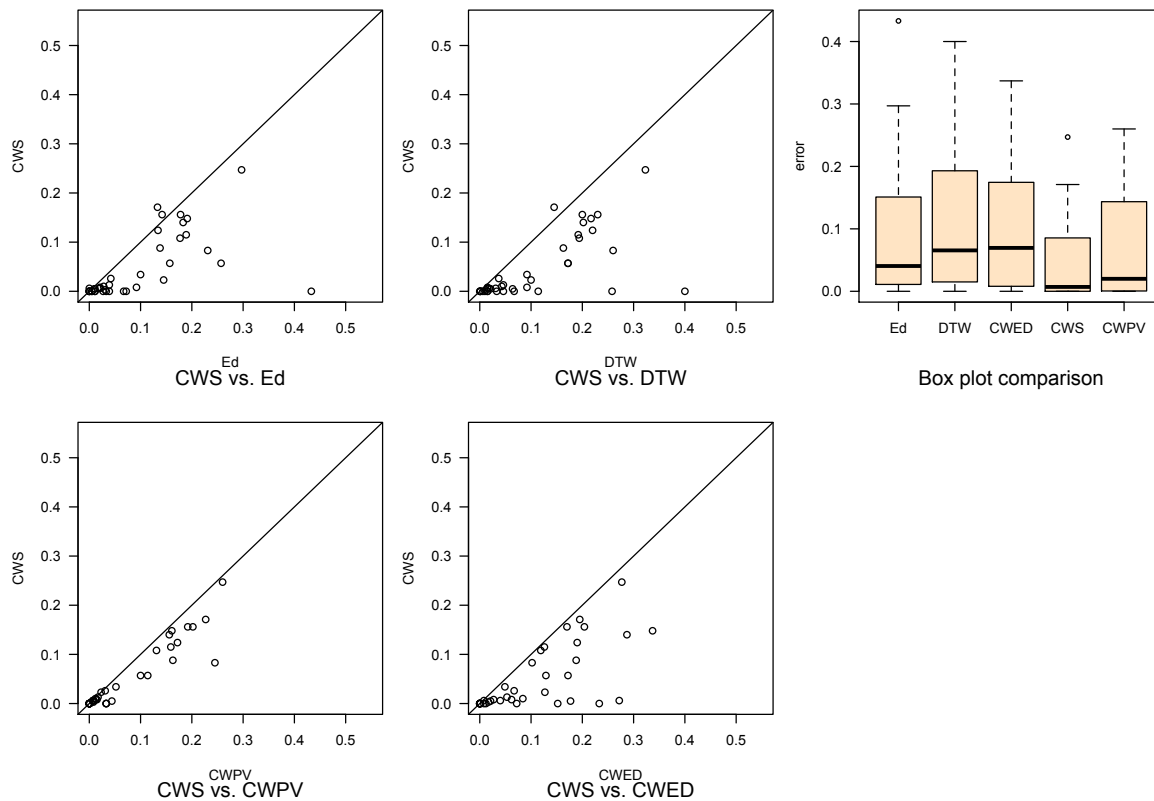 0.5
0.4
0.3
0.2
0.1
0.0
CWS
0.0 0.1 0.2 0.3 0.4 0.5
Ed
CWS vs. Ed
0.5
0.4
0.3
0.2
0.1
0.0
CWS
0.0 0.1 0.2 0.3 0.4 0.5
DTW
CWS vs. DTW
0.4
0.3
0.2
0.1
0.0
error
Ed DTW CWED CWS CWPV
Box plot comparison
0.5
0.4
0.3
0.2
0.1
0.0
CWS
0.0 0.1 0.2 0.3 0.4 0.5
CWPV
CWS vs. CWPV
0.5
0.4
0.3
0.2
0.1
0.0
CWS
0.0 0.1 0.2 0.3 0.4 0.5
CWED
CWS vs. CWED